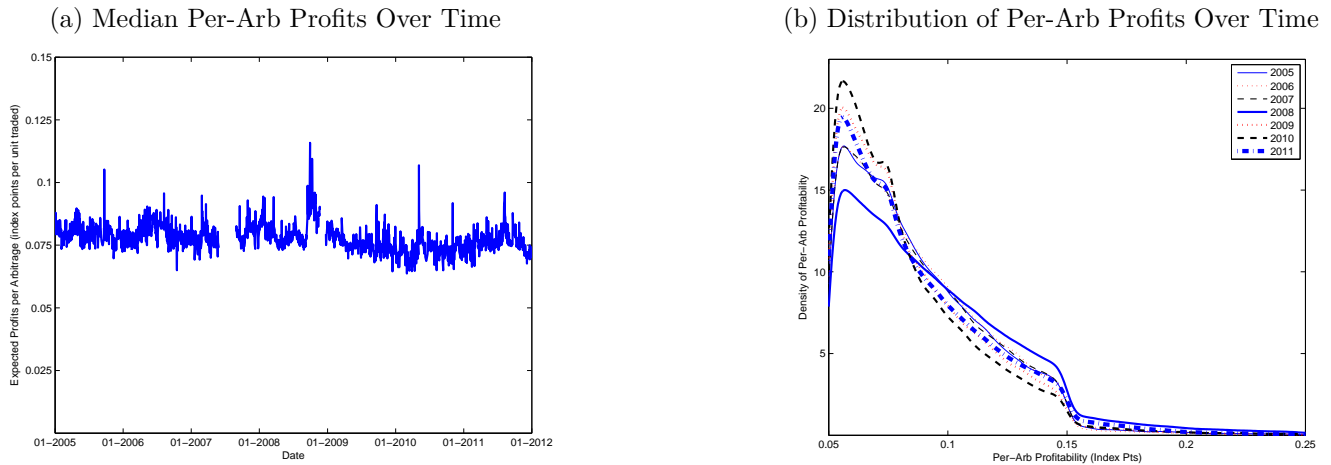 (a) Median Per-Arb Profits Over Time
Expected Profits per Arbitrage (index points per unit traded)
0.15
0.125
0.1
0.075
0.05
0.025
01−2005 01−2006 01−2007 01−2008 01−2009 01−2010 01−2011 01−2012
Date
(b) Distribution of Per-Arb Profits Over Time
Density of Per−Arb Profitability
20
15
10
5
0.05 0.1 0.15 0.2 0.25
Per−Arb Profitability (Index Pts)
2005
2006
2007
2008
2009
2010
2011